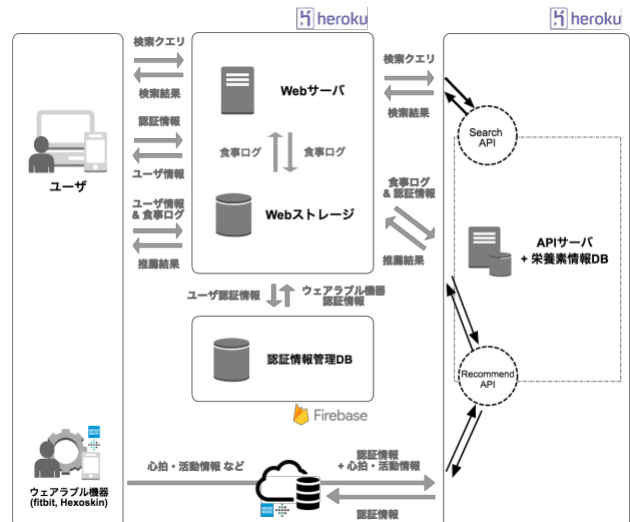 heroku
heroku
検索クエリ
検索結果
認証情報
ユーザ情報
ユーザ情報
& 食事ログ
推薦結果
ユーザ
Webサーバ
食事ログ
食事ログ
Webストレージ
検索クエリ
検索結果
食事ログ
& 認証情報
推薦結果
Search
API
APIサーバ
+ 栄養素情報DB
Recommend
API
ユーザ認証情報
ウェアラブル機器
認証情報
認証情報管理DB
Firebase
ウェアラブル機器
(fitbit, Hexoskin)
心拍・活動情報 など
認証情報
+ 心拍・活動情報
認証情報